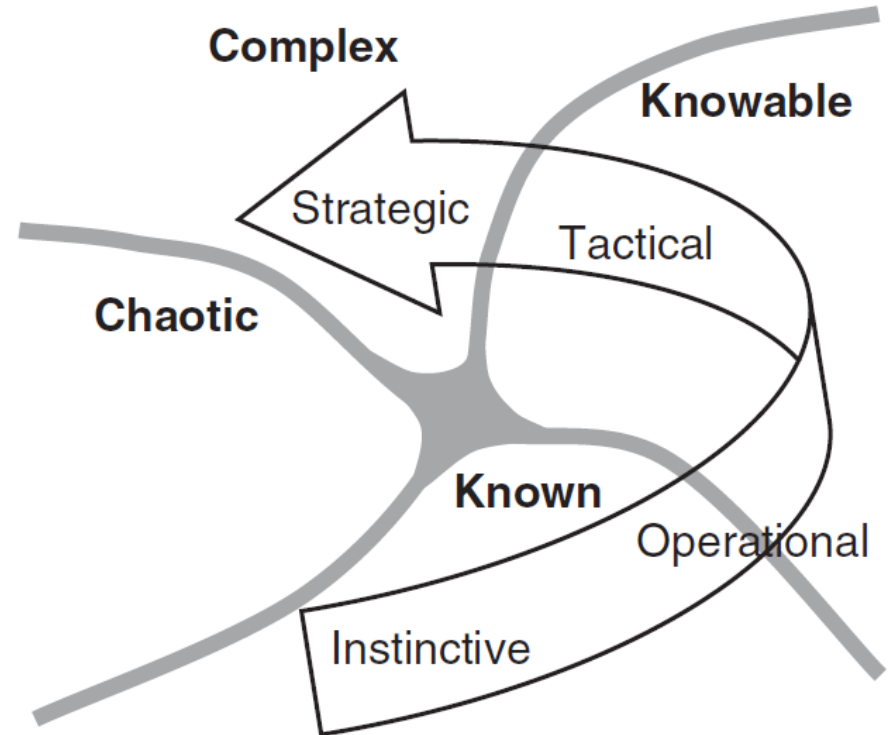 Complex
Knowable
Strategic
Tactical
Chaotic
Known
Operational
Instinctive